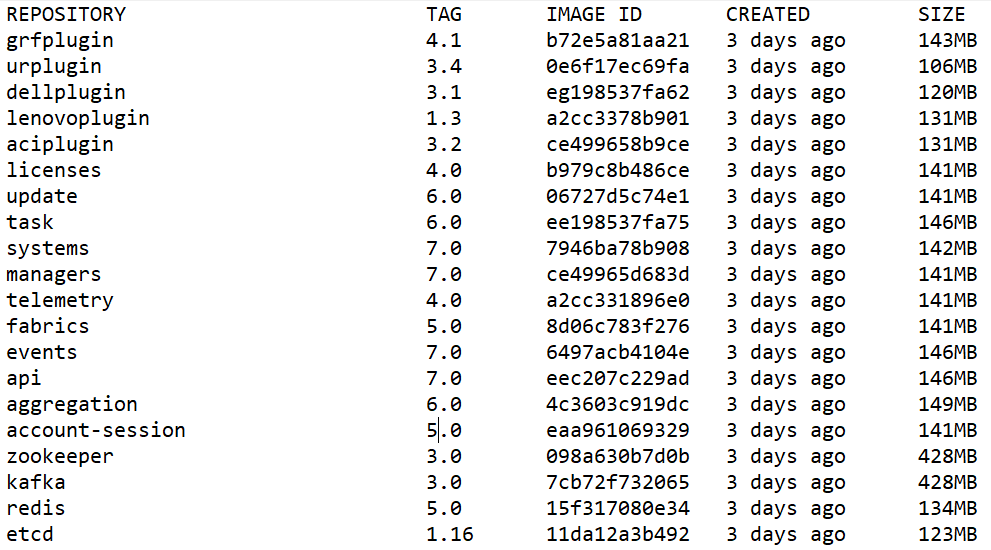 REPOSITORY TAG IMAGE ID CREATED SIZE
grfplugin 4.1 b72e5a81aa21 3 days ago 143MB
urplugin 3.4 0e6f17ec69fa 3 days ago 106MB
dellplugin 3.1 eg198537fa62 3 days ago 120MB
lenovoplugin 1.3 a2cc3378b901 3 days ago 131MB
aciplugin 3.2 ce499658b9ce 3 days ago 131MB
licenses 4.0 b979c8b486ce 3 days ago 141MB
update 6.0 06727d5c74e1 3 days ago 141MB
task 6.0 ee198537fa75 3 days ago 146MB
systems 7.0 7946ba78b908 3 days ago 142MB
managers 7.0 ce49965d683d 3 days ago 141MB
telemetry 4.0 a2cc331896e0 3 days ago 141MB
fabrics 5.0 8d06c783f276 3 days ago 141MB
events 7.0 6497acb4104e 3 days ago 146MB
api 7.0 eec207c229ad 3 days ago 146MB
aggregation 6.0 4c3603c919dc 3 days ago 149MB
account-session 5.0 eaa961069329 3 days ago 141MB
zookeeper 3.0 098a630b7d0b 3 days ago 428MB
kafka 3.0 7cb72f732065 3 days ago 428MB
redis 5.0 15f317080e34 3 days ago 134MB
etcd 1.16 11da12a3b492 3 days ago 123MB